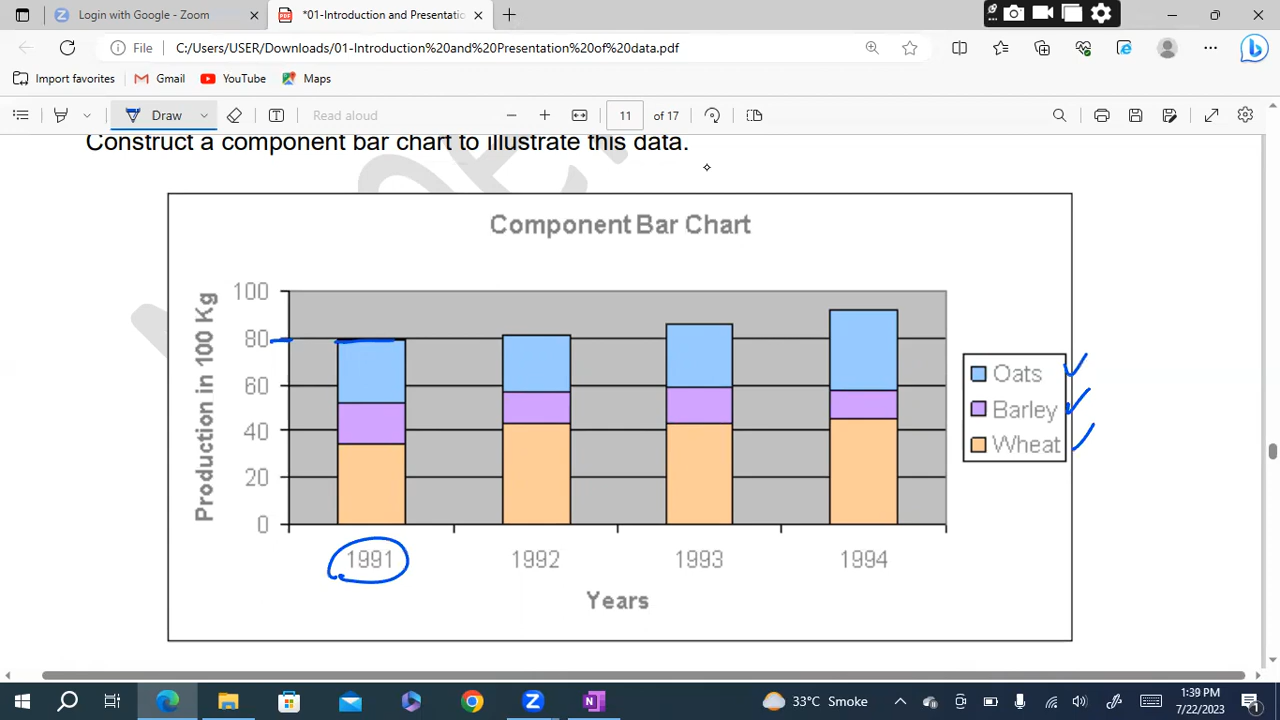 Login with Google - Zoom
*01-Introduction and Presentatio
File C:/Users/USER/Downloads/01-Introduction%20and%20Presentation%20of%20data.pdf
Import favorites Gmail YouTube Maps
Draw Read aloud 11 of 17
Construct a component bar chart to illustrate this data.
Component Bar Chart
Production in 100 Kg
100
80
60
40
20
0
1991 1992 1993 1994
Years
Oats
Barley
Wheat
33°C Smoke
1:39 PM
7/22/2023
1